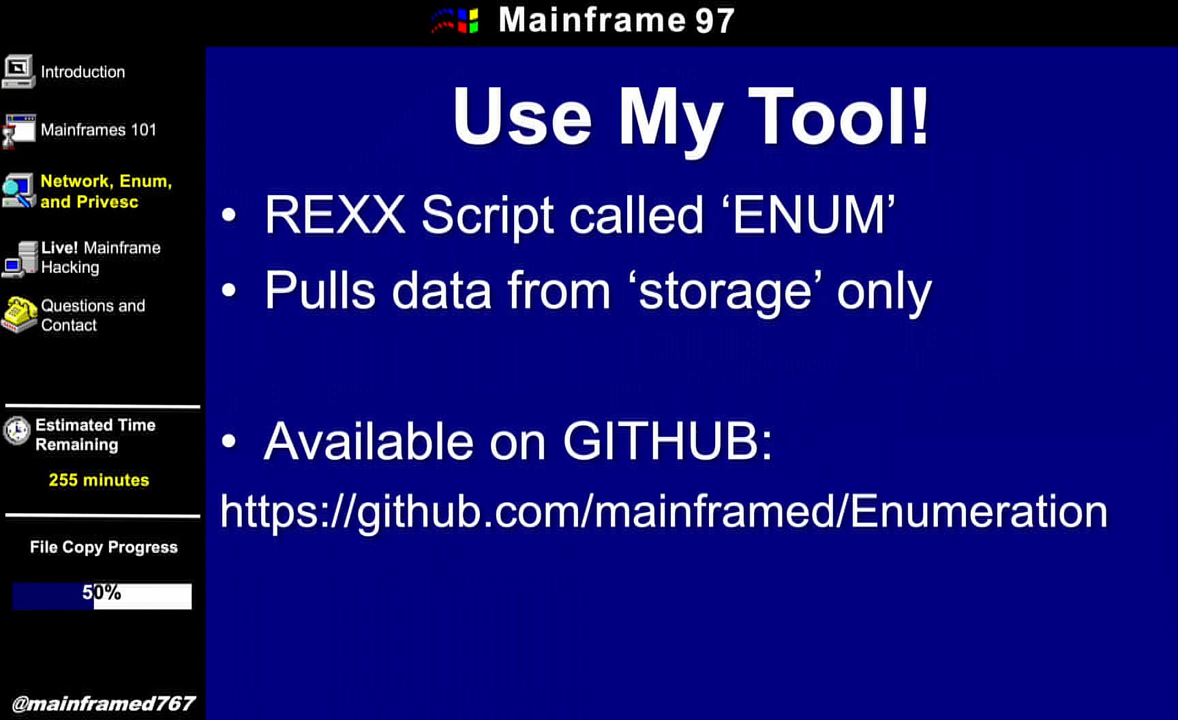 Mainframe 97
Introduction
Mainframes 101
Network, Enum,
and Privesc
Live! Mainframe
Hacking
Questions and
Contact
Estimated Time
Remaining
255 minutes
File Copy Progress
50%
@mainframed767
Use My Tool!
• REXX Script called ‘ENUM’
• Pulls data from ‘storage’ only
• Available on GITHUB:
https://github.com/mainframed/Enumeration